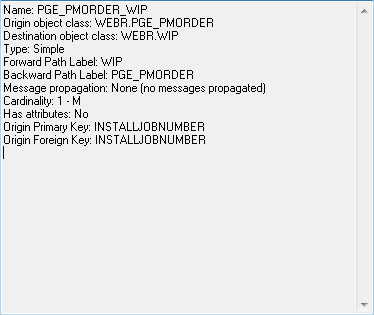 Name: PGE_PMORDER_WIP
Origin object class: WEBR.PGE_PMORDER
Destination object class: WEBR.WIP
Type: Simple
Forward Path Label: WIP
Backward Path Label: PGE_PMORDER
Message propagation: None (no messages propagated)
Cardinality: 1 - M
Has attributes: No
Origin Primary Key: INSTALLJOBNUMBER
Origin Foreign Key: INSTALLJOBNUMBER